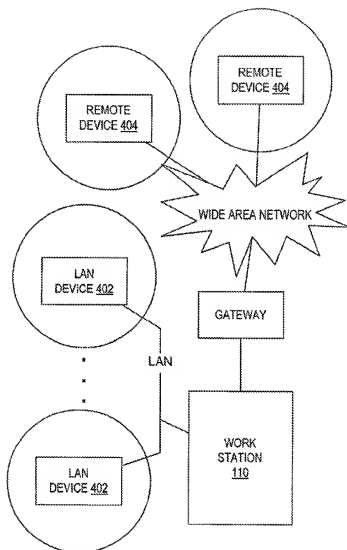 REMOTE
DEVICE 404
REMOTE
DEVICE 404
WIDE AREA NETWORK
LAN
DEVICE 402
GATEWAY
LAN
* * *
WORK
STATION
110
LAN
DEVICE 402